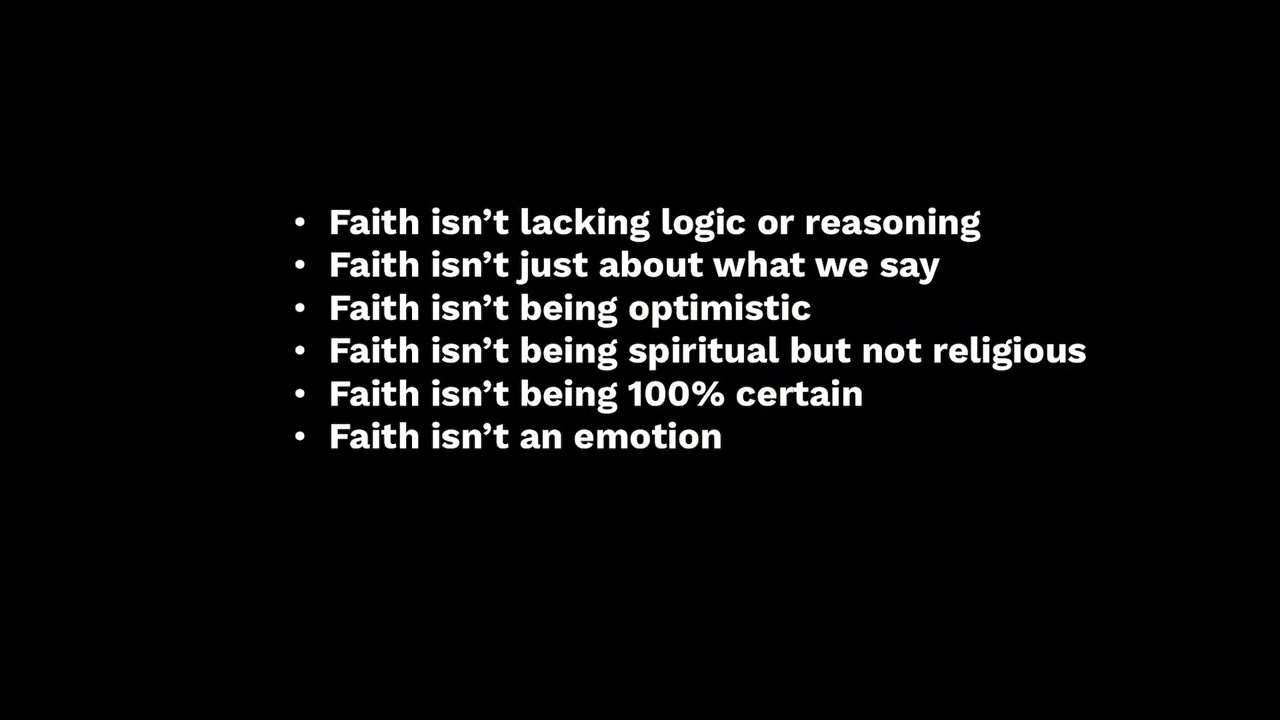 • Faith isn’t lacking logic or reasoning
• Faith isn’t just about what we say
• Faith isn’t being optimistic
• Faith isn’t being spiritual but not religious
• Faith isn’t being 100% certain
• Faith isn’t an emotion